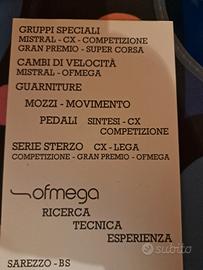 GRUPPI SPECIALI
MISTRAL - CX - COMPETIZIONE
GRAN PREMIO - SUPER CORSA
CAMBI DI VELOCITÀ
MISTRAL - OFMEGA
GUARNITURE
MOZZI - MOVIMENTO
PEDALI SINTESI - CX
COMPETIZIONE
SERIE STERZO CX - LEGA
COMPETIZIONE - GRAN PREMIO - OFMEGA
ofmega
RICERCA
TECNICA
ESPERIENZA
SAREZZO - BS
subito